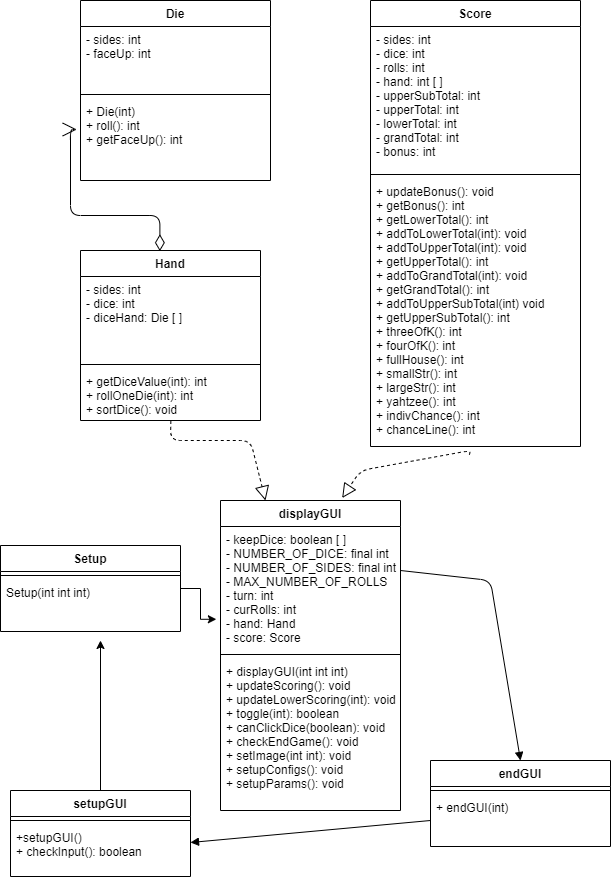 Die
- sides: int
- faceUp: int
+ Die(int)
+ roll(): int
+ getFaceUp(): int
Score
- sides: int
- dice: int
- rolls: int
- hand: int [ ]
- upperSubTotal: int
- upperTotal: int
- lowerTotal: int
- grandTotal: int
- bonus: int
+ updateBonus(): void
+ getBonus(): int
+ getLowerTotal(): int
+ addToLowerTotal(int): void
+ addToUpperTotal(int): void
+ getUpperTotal(): int
+ addToGrandTotal(int): void
+ getGrandTotal(): int
+ addToUpperSubTotal(int) void
+ getUpperSubTotal(): int
+ threeOfK(): int
+ fourOfK(): int
+ fullHouse(): int
+ smallStr(): int
+ largeStr(): int
+ yahtzee(): int
+ indivChance(): int
+ chanceLine(): int
Hand
- sides: int
- dice: int
- diceHand: Die [ ]
+ getDiceValue(int): int
+ rollOneDie(int): int
+ sortDice(): void
displayGUI
- keepDice: boolean [ ]
- NUMBER_OF_DICE: final int
- NUMBER_OF_SIDES: final int
- MAX_NUMBER_OF_ROLLS
- turn: int
- curRolls: int
- hand: Hand
- score: Score
+ displayGUI(int int int)
+ updateScoring(): void
+ updateLowerScoring(int): void
+ toggle(int): boolean
+ canClickDice(boolean): void
+ checkEndGame(): void
+ setImage(int int): void
+ setupConfigs(): void
+ setupParams(): void
Setup
Setup(int int int)
setupGUI
+setupGUI()
+ checkInput(): boolean
endGUI
+ endGUI(int)